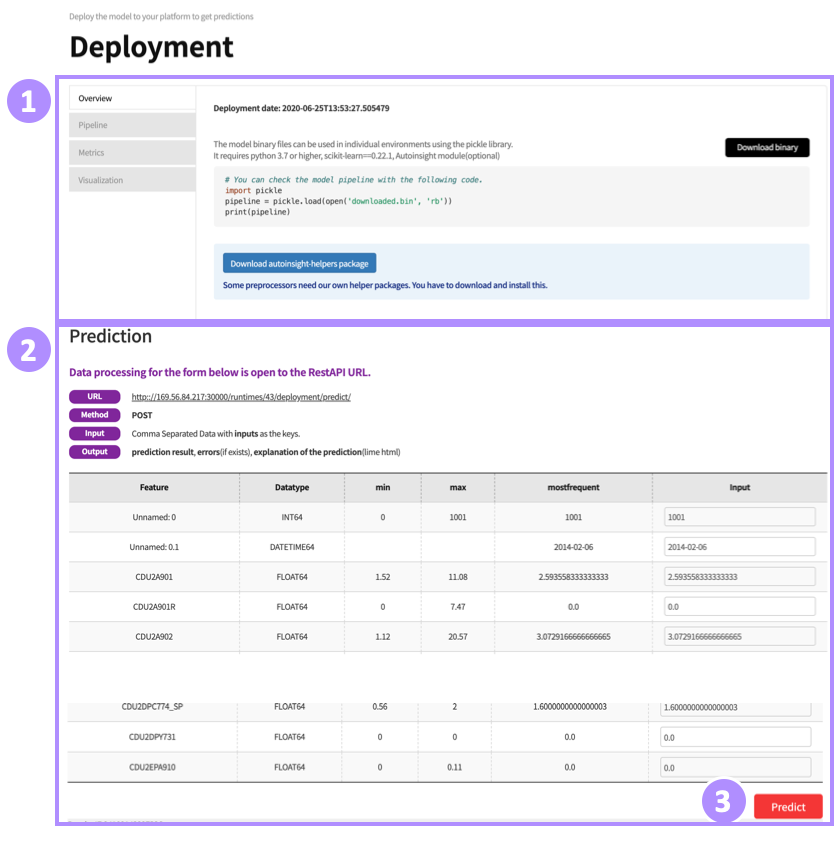 Deploy the model to your platform to get predictions
Deployment
1
Overview
Pipeline
Metrics
Visualization
Deployment date: 2020-06-25T13:53:27.505479
The model binary files can be used in individual environments using the pickle library.
It requires python 3.7 or higher, scikit-learn==0.22.1, Autoinsight module(optional)
Download binary
# You can check the model pipeline with the following code.
import pickle
pipeline = pickle.load(open('downloaded.bin', 'rb'))
print(pipeline)
Download autoinsight-helpers package
Some preprocessors need our own helper packages. You have to download and install this.
2
Prediction
Data processing for the form below is open to the RestAPI URL.
URL http:://169.56.84.217:30000/runtimes/43/deployment/predict/
Method POST
Input Comma Separated Data with inputs as the keys.
Output prediction result, errors(if exists), explanation of the prediction(lime html)
Feature Datatype min max mostfrequent Input
Unnamed: 0 INT64 0 1001 1001 1001
Unnamed: 0.1 DATETIME64 2014-02-06 2014-02-06
CDU2A901 FLOAT64 1.52 11.08 2.593558333333333 2.593558333333333
CDU2A901R FLOAT64 0 7.47 0.0 0.0
CDU2A902 FLOAT64 1.12 20.57 3.0729166666666665 3.0729166666666665
CDU2DPC774_SP FLOAT64 0.56 2 1.6000000000000003 1.6000000000000003
CDU2DPY731 FLOAT64 0 0 0.0 0.0
CDU2EPA910 FLOAT64 0 0.11 0.0 0.0
3
Predict